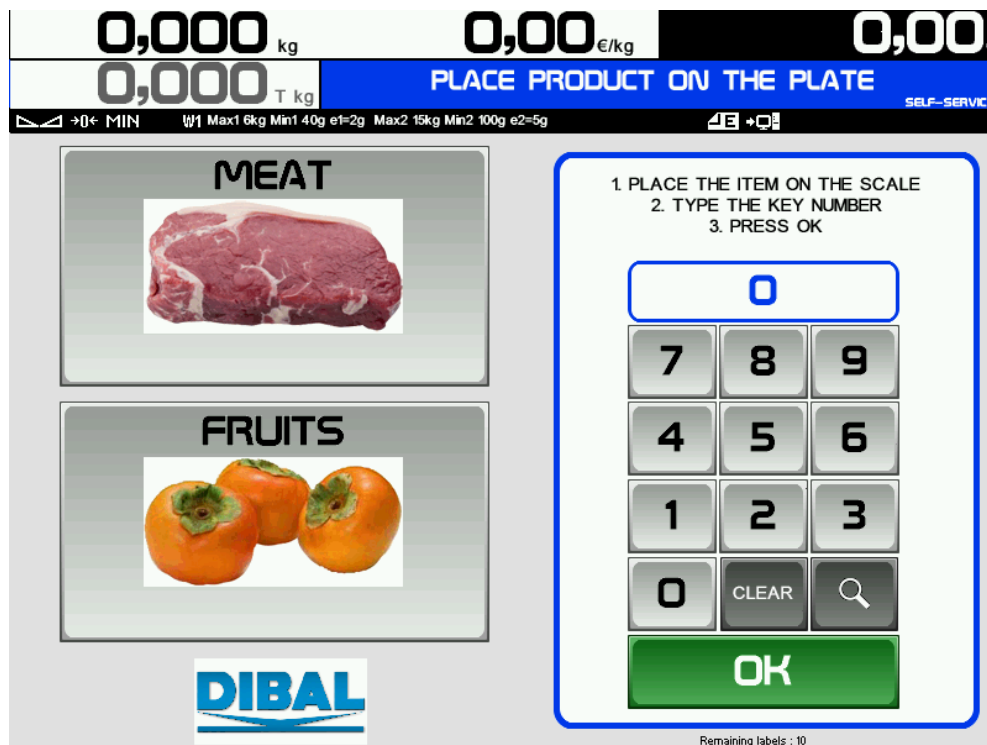 0,000 kg 0,00 €/kg 0,00
0,000 T kg PLACE PRODUCT ON THE PLATE
SELF-SERVIC
→0← MIN W1 Max1 6kg Min1 40g e1=2g Max2 15kg Min2 100g e2=5g E
MEAT
FRUITS
DIBAL
1. PLACE THE ITEM ON THE SCALE
2. TYPE THE KEY NUMBER
3. PRESS OK
0
7 8 9
4 5 6
1 2 3
0 CLEAR
OK
Remaining labels : 10